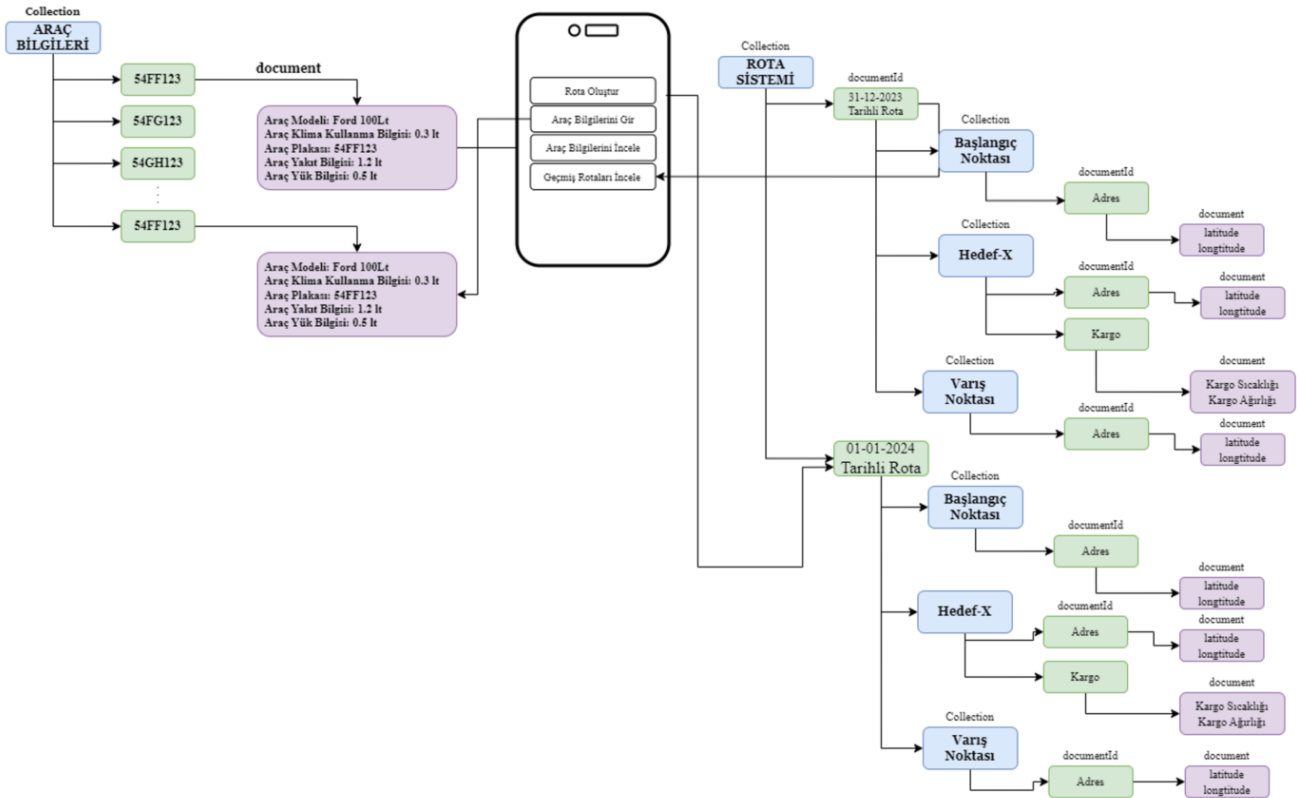 Collection
ARAÇ
BİLGİLERİ
54FF123
54FG123
54GH123
54FF123
document
Araç Modeli: Ford 100Lt
Araç Klima Kullanma Bilgisi: 0.3 lt
Araç Plakası: 54FF123
Araç Yakıt Bilgisi: 1.2 lt
Araç Yük Bilgisi: 0.5 lt
Araç Modeli: Ford 100Lt
Araç Klima Kullanma Bilgisi: 0.3 lt
Araç Plakası: 54FF123
Araç Yakıt Bilgisi: 1.2 lt
Araç Yük Bilgisi: 0.5 lt
Rota Oluştur
Araç Bilgilerini Gir
Araç Bilgilerini İncele
Geçmiş Rotaları İncele
Collection
ROTA
SİSTEMİ
documentId
31-12-2023
Tarihli Rota
Collection
Başlangıç
Noktası
documentId
Adres
document
latitude
longtitude
Collection
Hedef-X
documentId
Adres
document
latitude
longtitude
Kargo
document
Kargo Sıcaklığı
Kargo Ağırlığı
Collection
Varış
Noktası
documentId
Adres
document
latitude
longtitude
01-01-2024
Tarihli Rota
Collection
Başlangıç
Noktası
documentId
Adres
document
latitude
longtitude
Hedef-X
documentId
Adres
document
latitude
longtitude
Kargo
document
Kargo Sıcaklığı
Kargo Ağırlığı
Collection
Varış
Noktası
documentId
Adres
document
latitude
longtitude